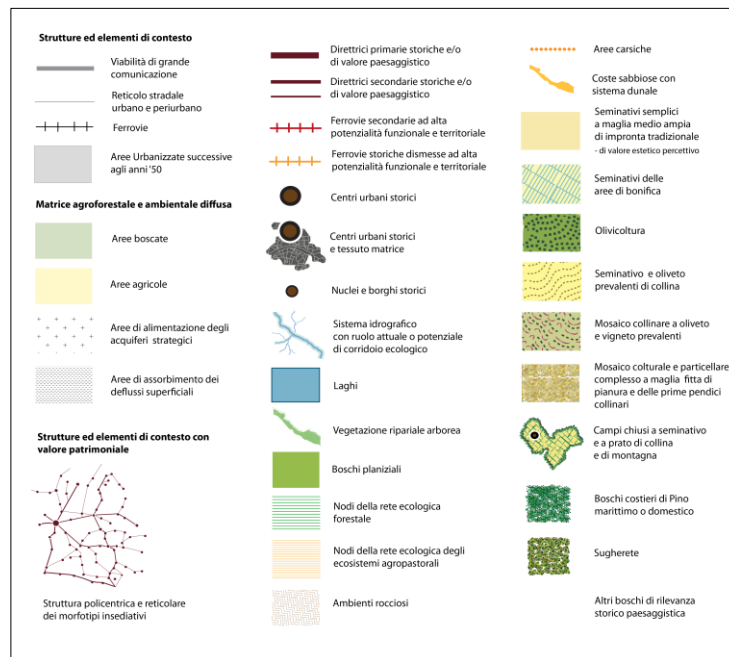 Strutture ed elementi di contesto
Viabilità di grande
comunicazione
Reticolo stradale
urbano e periurbano
Ferrovie
Aree Urbanizzate successive
agli anni '50
Matrice agroforestale e ambientale diffusa
Aree boscate
Aree agricole
Aree di alimentazione degli
acquiferi strategici
Aree di assorbimento dei
deflussi superficiali
Strutture ed elementi di contesto con
valore patrimoniale
Struttura policentrica e reticolare
dei morfotipi insediativi
Direttrici primarie storiche e/o
di valore paesaggistico
Direttrici secondarie storiche e/o
di valore paesaggistico
Ferrovie secondarie ad alta
potenzialità funzionale e territoriale
Ferrovie storiche dismesse ad alta
potenzialità funzionale e territoriale
Centri urbani storici
Centri urbani storici
e tessuto matrice
Nuclei e borghi storici
Sistema idrografico
con ruolo attuale o potenziale
di corridoio ecologico
Laghi
Vegetazione ripariale arborea
Boschi planiziali
Nodi della rete ecologica
forestale
Nodi della rete ecologica degli
ecosistemi agropastorali
Ambienti rocciosi
Aree carsiche
Coste sabbiose con
sistema dunale
Seminativi semplici
a maglia medio ampia
di impronta tradizionale
- di valore estetico percettivo
Seminativi delle
aree di bonifica
Olivicoltura
Seminativo e oliveto
prevalenti di collina
Mosaico collinare a oliveto
e vigneto prevalenti
Mosaico colturale e particellare
complesso a maglia fitta di
pianura e delle prime pendici
collinari
Campi chiusi a seminativo
e a prato di collina
e di montagna
Boschi costieri di Pino
marittimo o domestico
Sugherete
Altri boschi di rilevanza
storico paesaggistica